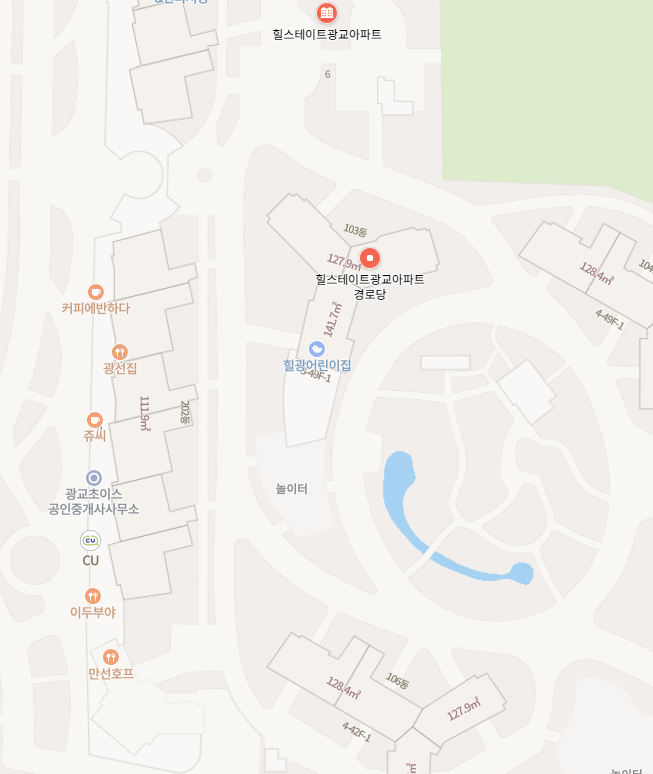 힐스테이트광교아파트
6
103동
127.9㎡
힐스테이트광교아파트
경로당
128.4㎡
4-49F-1
141.7㎡
커피에반하다
힐광어린이집
광선집
111.9㎡
202동
쥬씨
광교초이스
공인중개사사무소
놀이터
CU
CU
이두부야
만선호프
106동
128.4㎡
127.9㎡
4-42F-1